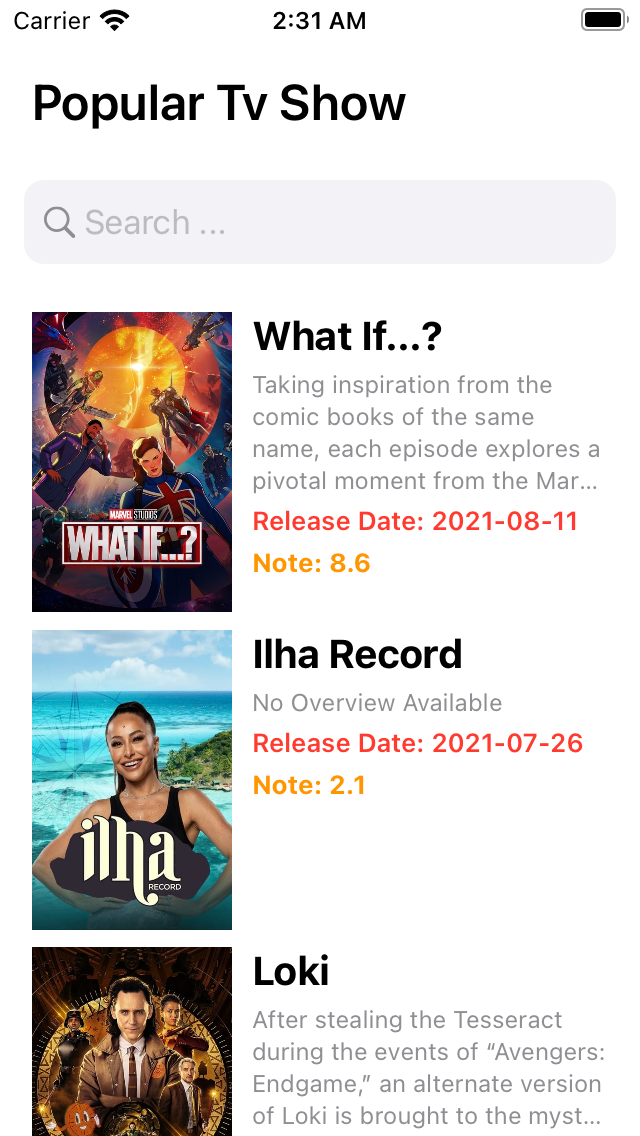 Carrier
2:31 AM
Popular Tv Show
Search ...
What If...?
Taking inspiration from the
comic books of the same
name, each episode explores a
pivotal moment from the Mar...
Release Date: 2021-08-11
Note: 8.6
MARVEL STUDIOS
WHAT IF...?
Ilha Record
No Overview Available
Release Date: 2021-07-26
Note: 2.1
ilha
RECORD
Loki
After stealing the Tesseract
during the events of “Avengers:
Endgame,” an alternate version
of Loki is brought to the myst...